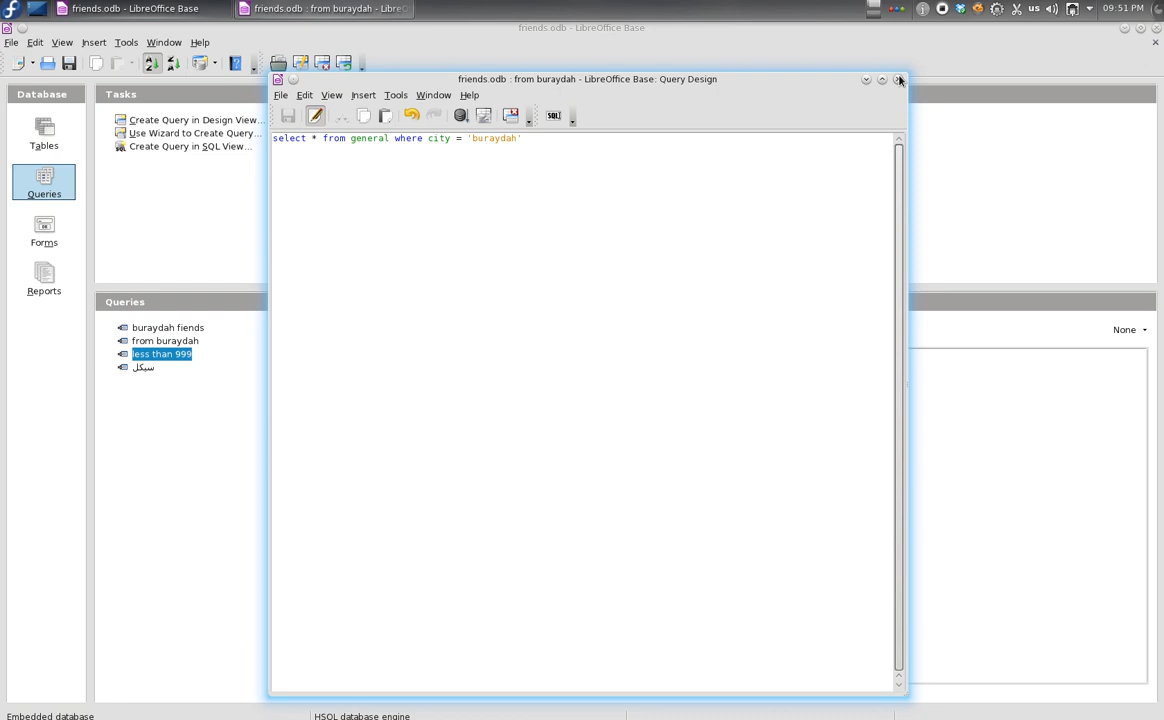 friends.odb - LibreOffice Base
friends.odb : from buraydah - LibreO
us
09:51 PM
friends.odb - LibreOffice Base
File Edit View Insert Tools Window Help
Database
Tasks
Tables
Queries
Forms
Reports
Create Query in Design View...
Use Wizard to Create Query...
Create Query in SQL View...
Queries
buraydah fiends
from buraydah
less than 999
سيكل
None
friends.odb : from buraydah - LibreOffice Base: Query Design
File Edit View Insert Tools Window Help
SQL
select * from general where city = 'buraydah'
Embedded database
HSQL database engine